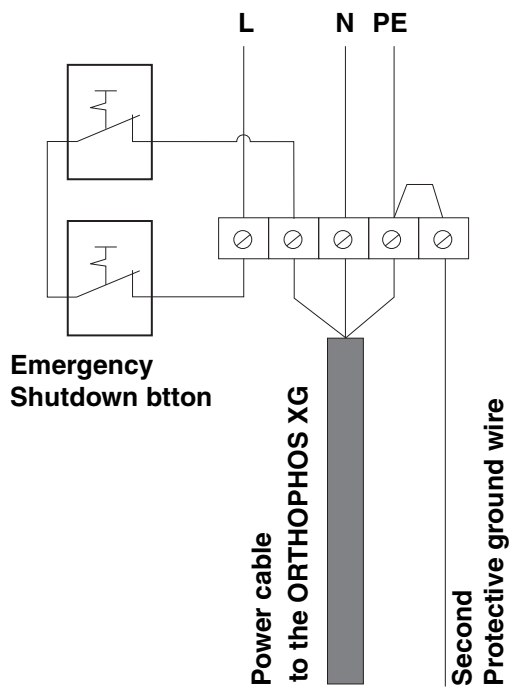 L N PE
Emergency
Shutdown btton
Power cable
to the ORTHOPHOS XG
Second
Protective ground wire